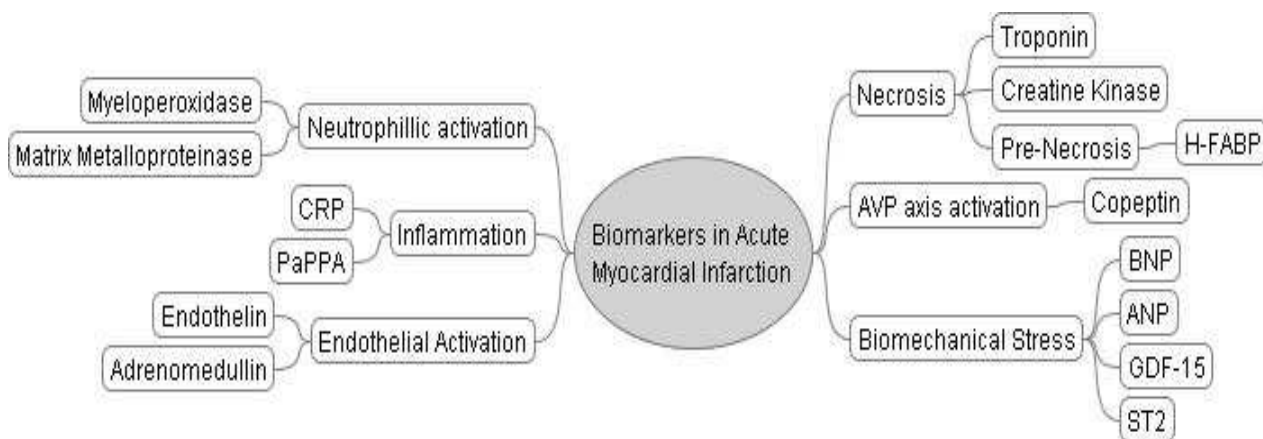 Troponin
Necrosis
Creatine Kinase
Pre-Necrosis
H-FABP
Myeloperoxidase
Neutrophillic activation
Matrix Metalloproteinase
CRP
Inflammation
PaPPA
Biomarkers in Acute
Myocardial Infarction
AVP axis activation
Copeptin
Endothelin
Endothelial Activation
Adrenomedullin
BNP
Biomechanical Stress
ANP
GDF-15
ST2